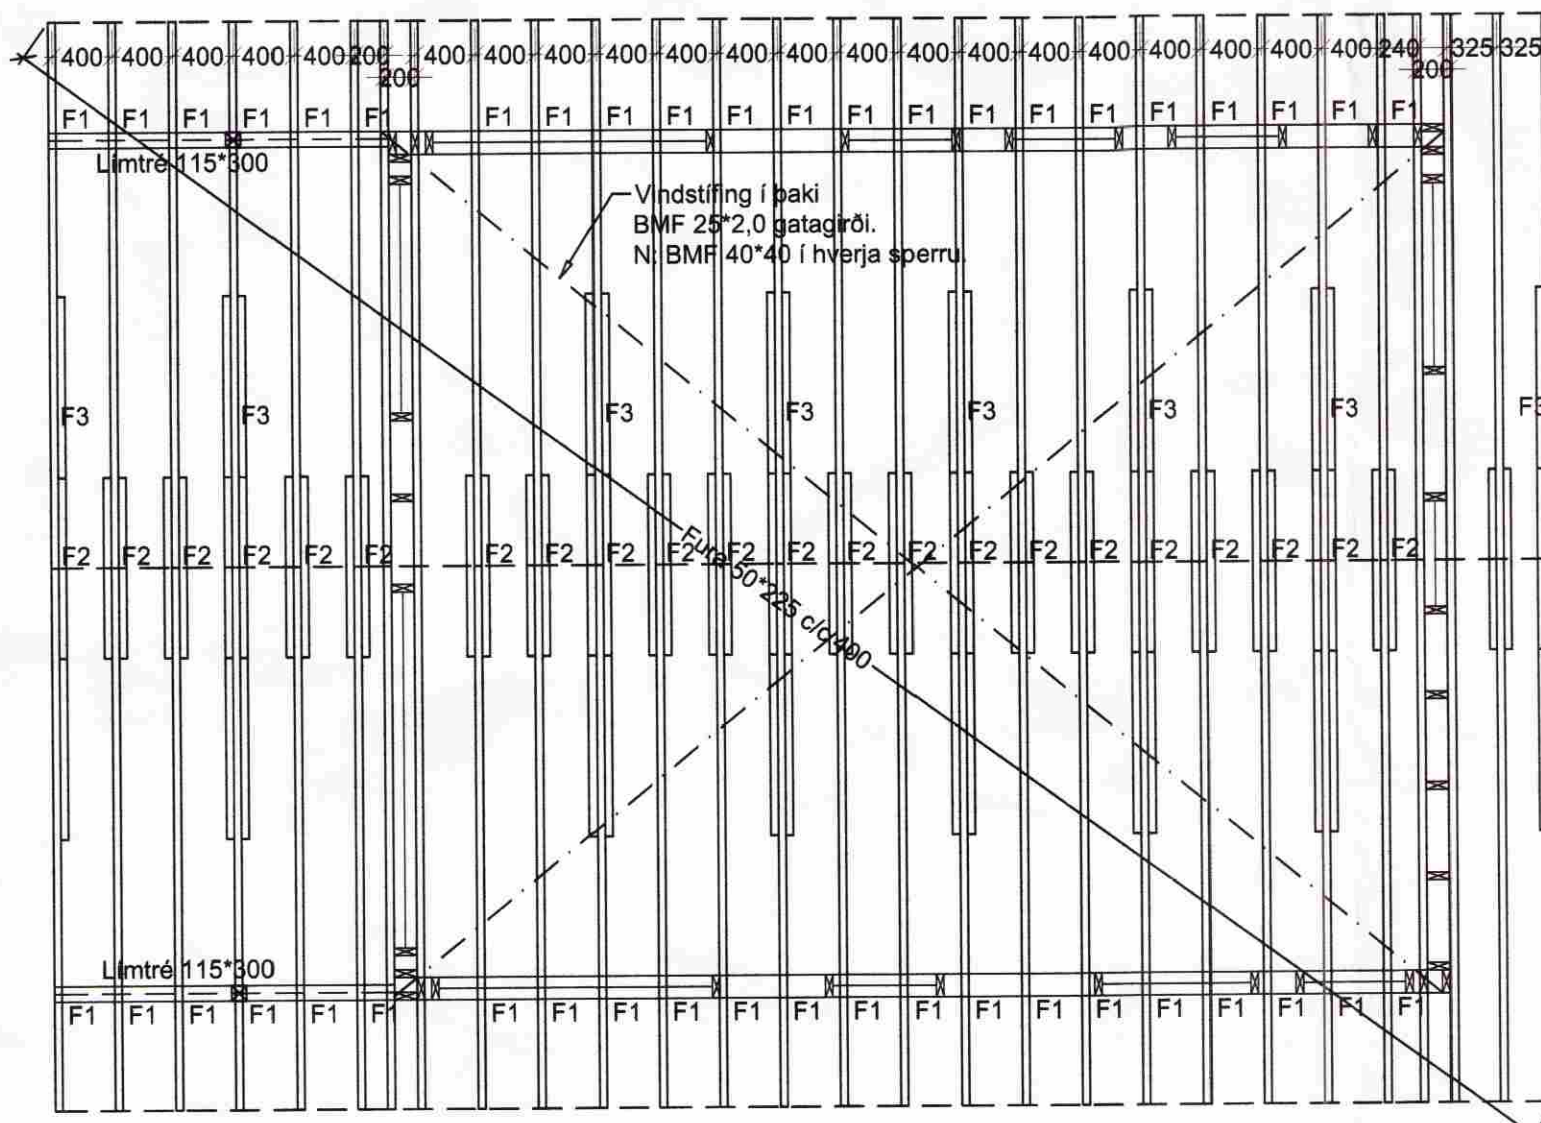 400 400 400 400 400 200 400 400 400 400 400 400 400 400 400 400 400 400 400 400 400 400 240 325 325
200 200
F1 F1 F1 F1 F1 F1 F1 F1 F1 F1 F1 F1 F1 F1 F1 F1 F1 F1 F1 F1 F1 F1
Límtré 115*300
Vindstífing í þaki
BMF 25*2,0 gatagirði.
N: BMF 40*40 í hverja sperru.
F3 F3 F3 F3 F3 F3 F3 F3
F2 F2 F2 F2 F2 F2 F2 F2 F2 F2 F2 F2 F2 F2 F2 F2 F2 F2 F2 F2 F2 F2
Fura 50*225 c/c 400
Límtré 115*300
F1 F1 F1 F1 F1 F1 F1 F1 F1 F1 F1 F1 F1 F1 F1 F1 F1 F1 F1 F1 F1 F1